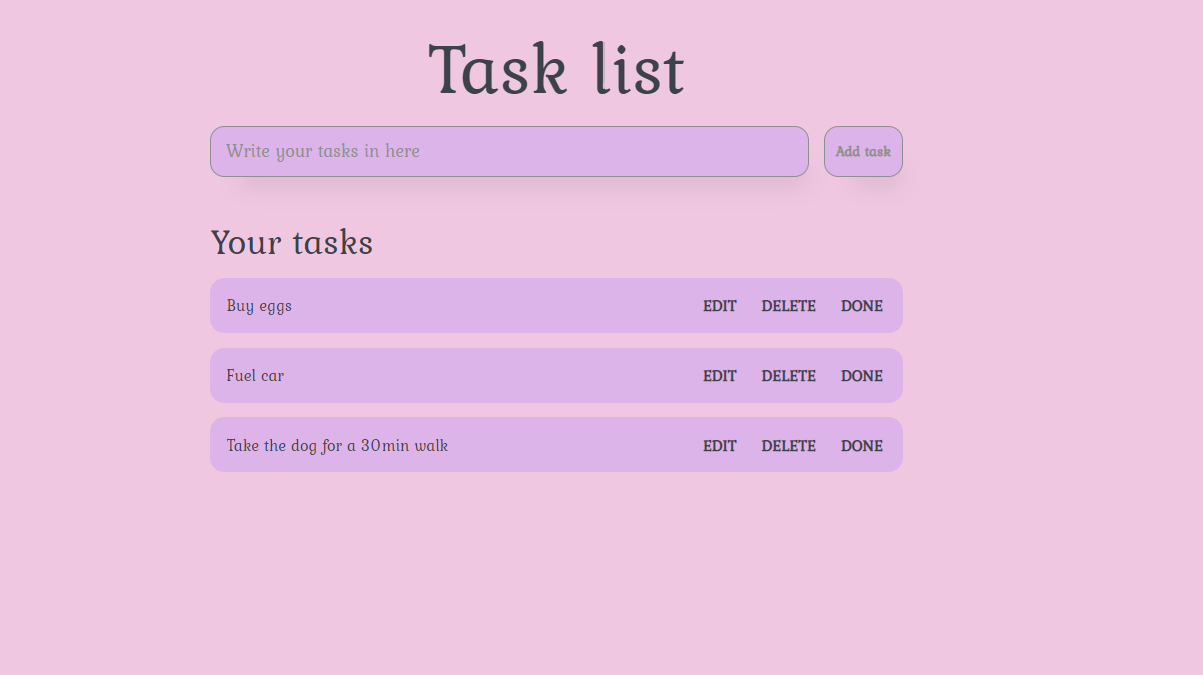 Task list
Write your tasks in here
Add task
Your tasks
Buy eggs EDIT DELETE DONE
Fuel car EDIT DELETE DONE
Take the dog for a 30min walk EDIT DELETE DONE